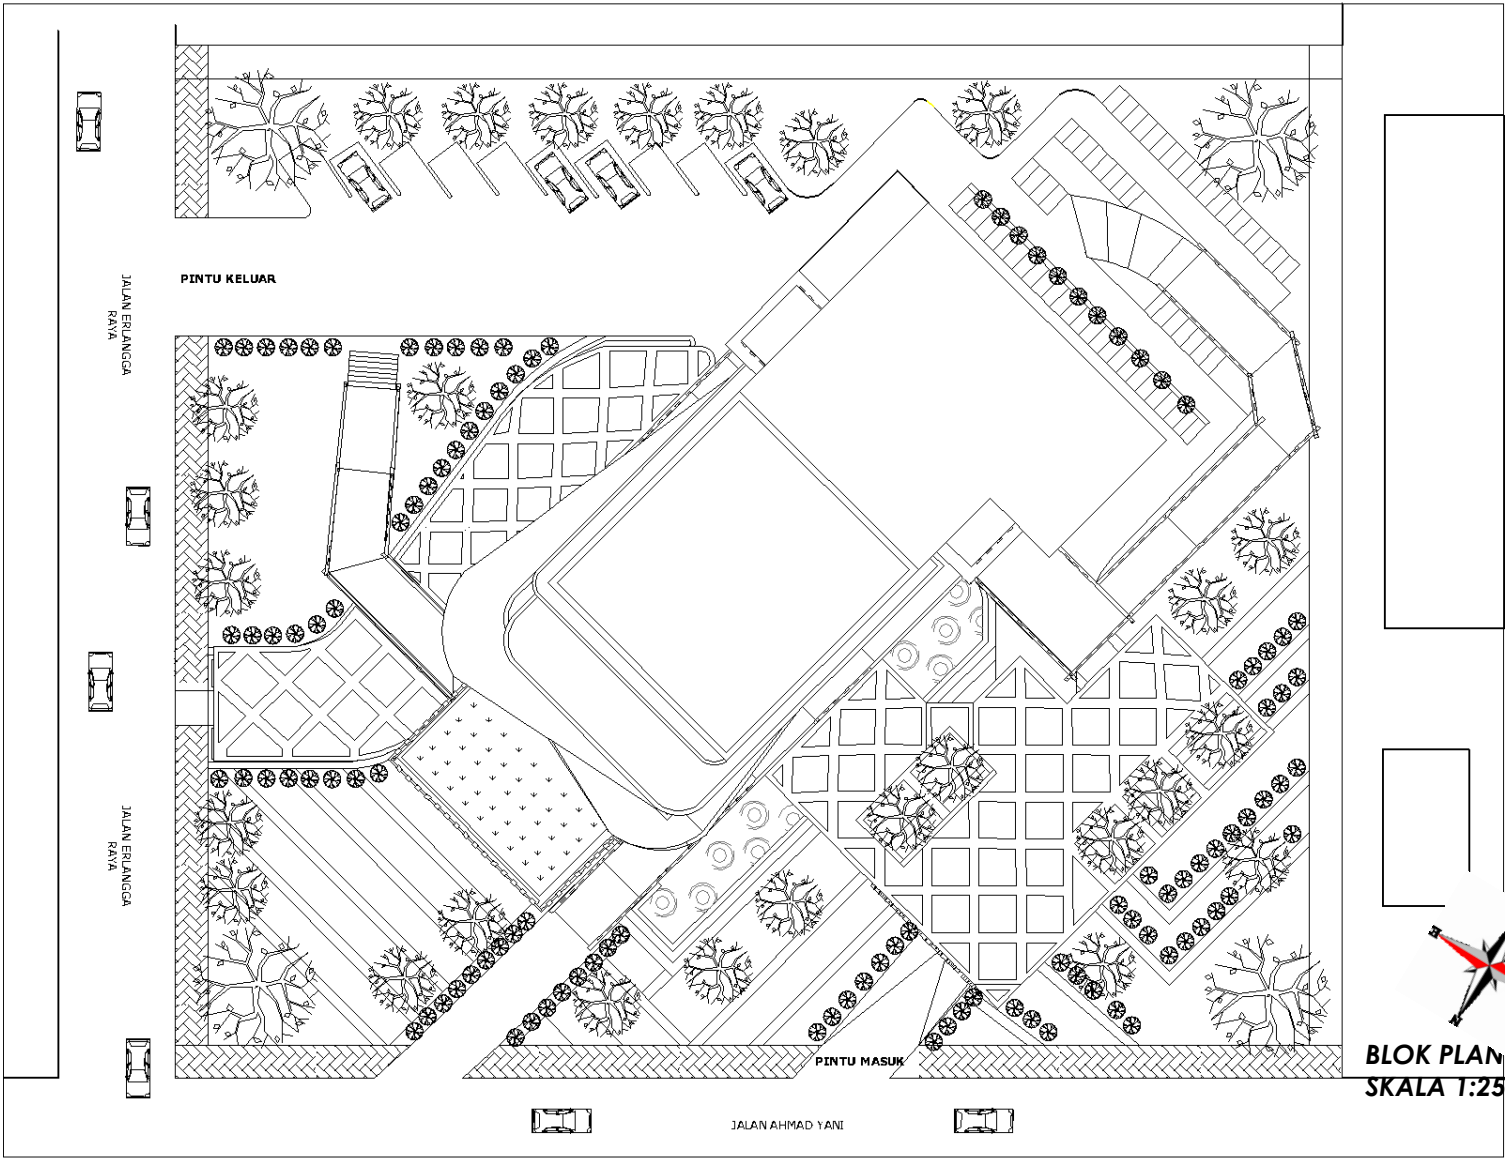 PINTU KELUAR
JALAN ERLANGGA
RAYA
JALAN ERLANGGA
RAYA
PINTU MASUK
JALAN AHMAD YANI
BLOK PLAN
SKALA 1:25